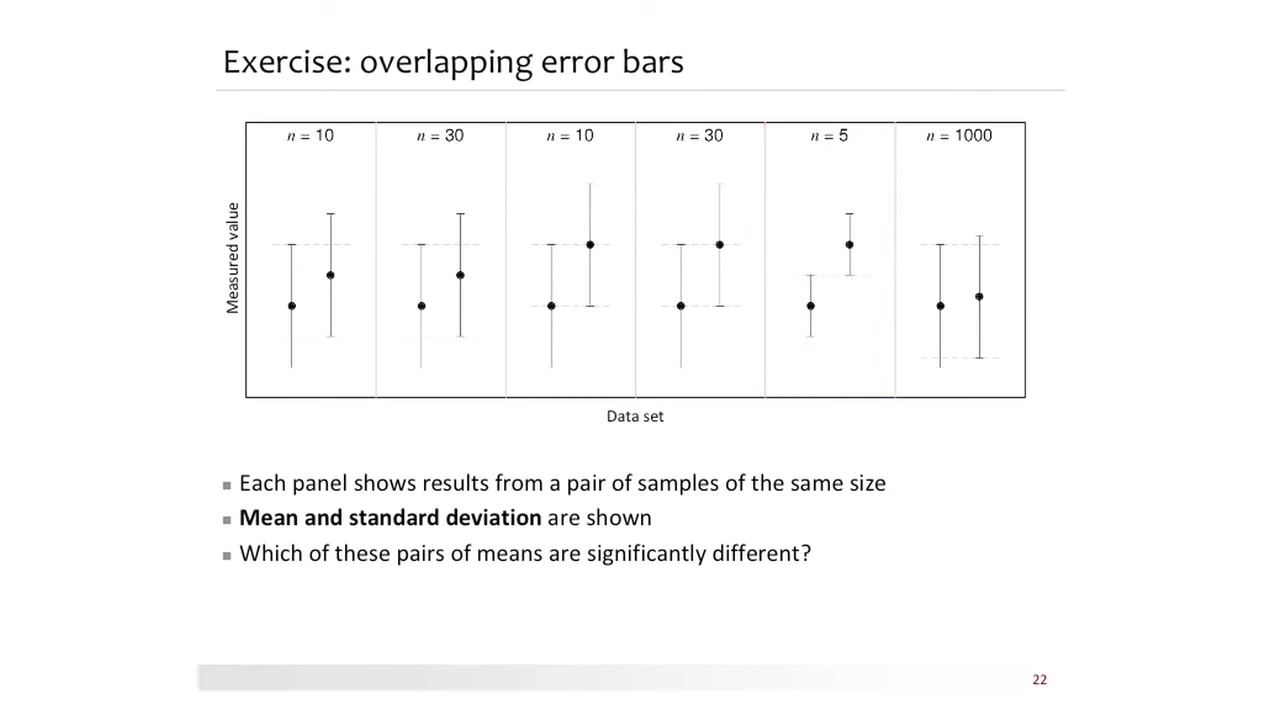 Exercise: overlapping error bars
n = 10 n = 30 n = 10 n = 30 n = 5 n = 1000
Measured value
Data set
Each panel shows results from a pair of samples of the same size
Mean and standard deviation are shown
Which of these pairs of means are significantly different?
22